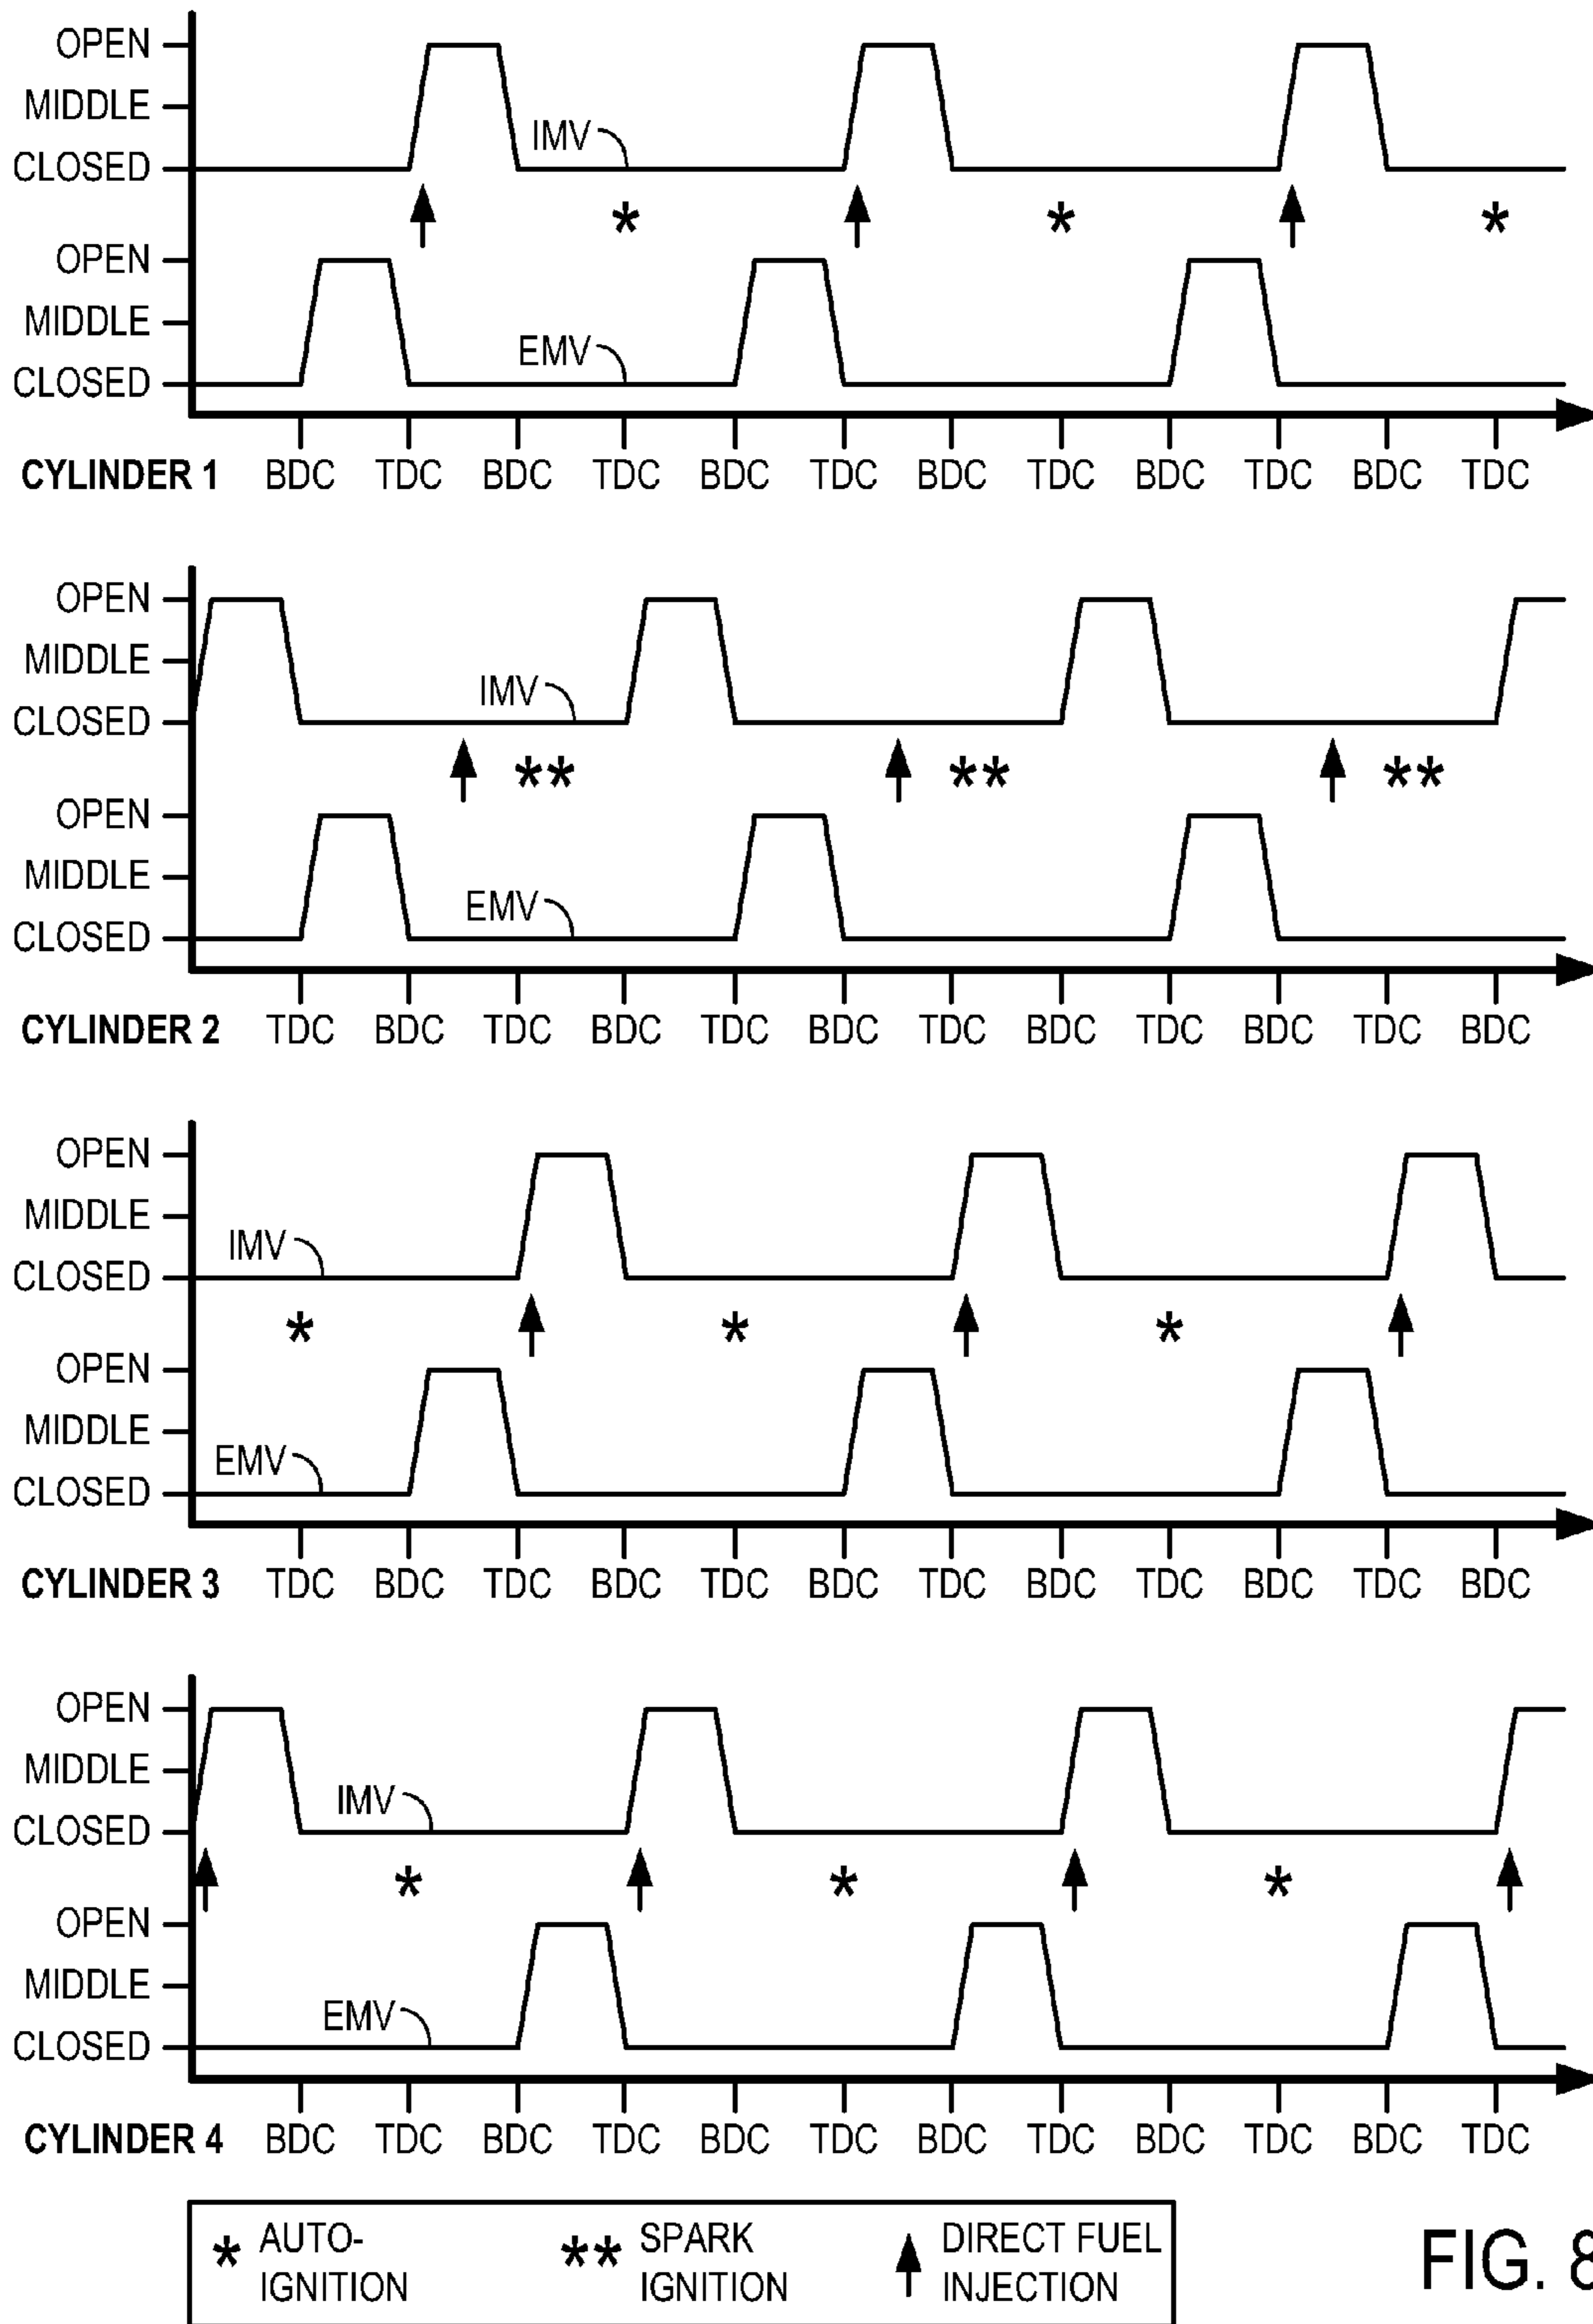 OPEN
MIDDLE
IMV
CLOSED
* * *
OPEN
MIDDLE
EMV
CLOSED
CYLINDER 1 BDC TDC BDC TDC BDC TDC BDC TDC BDC TDC BDC TDC
OPEN
MIDDLE
IMV
CLOSED
** ** **
OPEN
MIDDLE
EMV
CLOSED
CYLINDER 2 TDC BDC TDC BDC TDC BDC TDC BDC TDC BDC TDC BDC
OPEN
MIDDLE
IMV
CLOSED
* * *
OPEN
MIDDLE
EMV
CLOSED
CYLINDER 3 TDC BDC TDC BDC TDC BDC TDC BDC TDC BDC TDC BDC
OPEN
MIDDLE
IMV
CLOSED
* * *
OPEN
MIDDLE
EMV
CLOSED
CYLINDER 4 BDC TDC BDC TDC BDC TDC BDC TDC BDC TDC BDC TDC
* AUTO-
IGNITION
** SPARK
IGNITION
DIRECT FUEL
INJECTION
FIG. 8